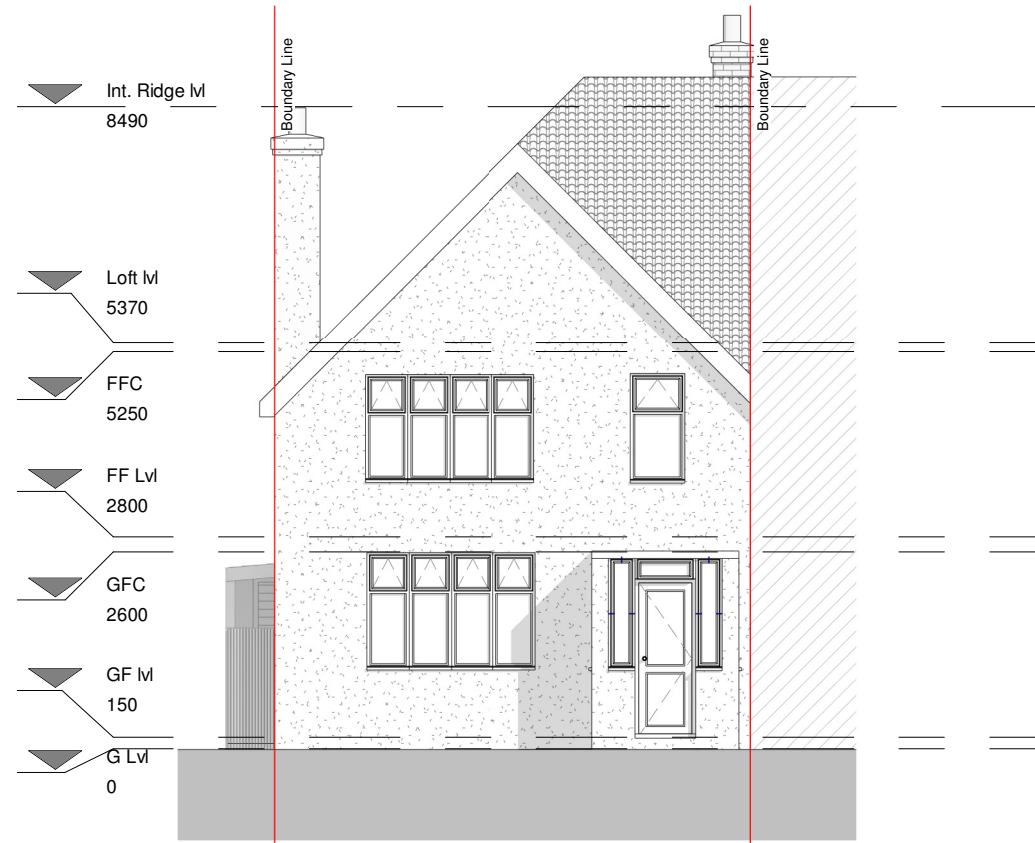 Boundary Line
Boundary Line
Int. Ridge lvl
8490
Loft lvl
5370
FFC
5250
FF Lvl
2800
GFC
2600
GF lvl
150
G Lvl
0